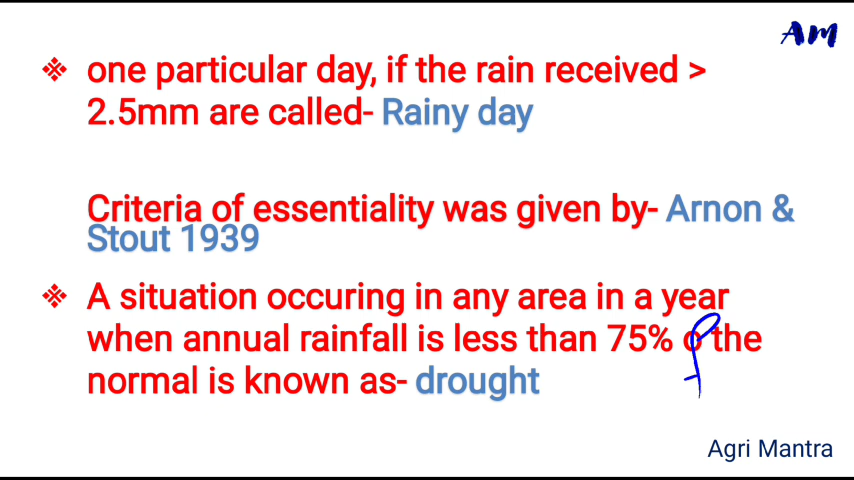 AM
❖ one particular day, if the rain received >
2.5mm are called- Rainy day
Criteria of essentiality was given by- Arnon &
Stout 1939
❖ A situation occuring in any area in a year
when annual rainfall is less than 75% of the
normal is known as- drought
Agri Mantra